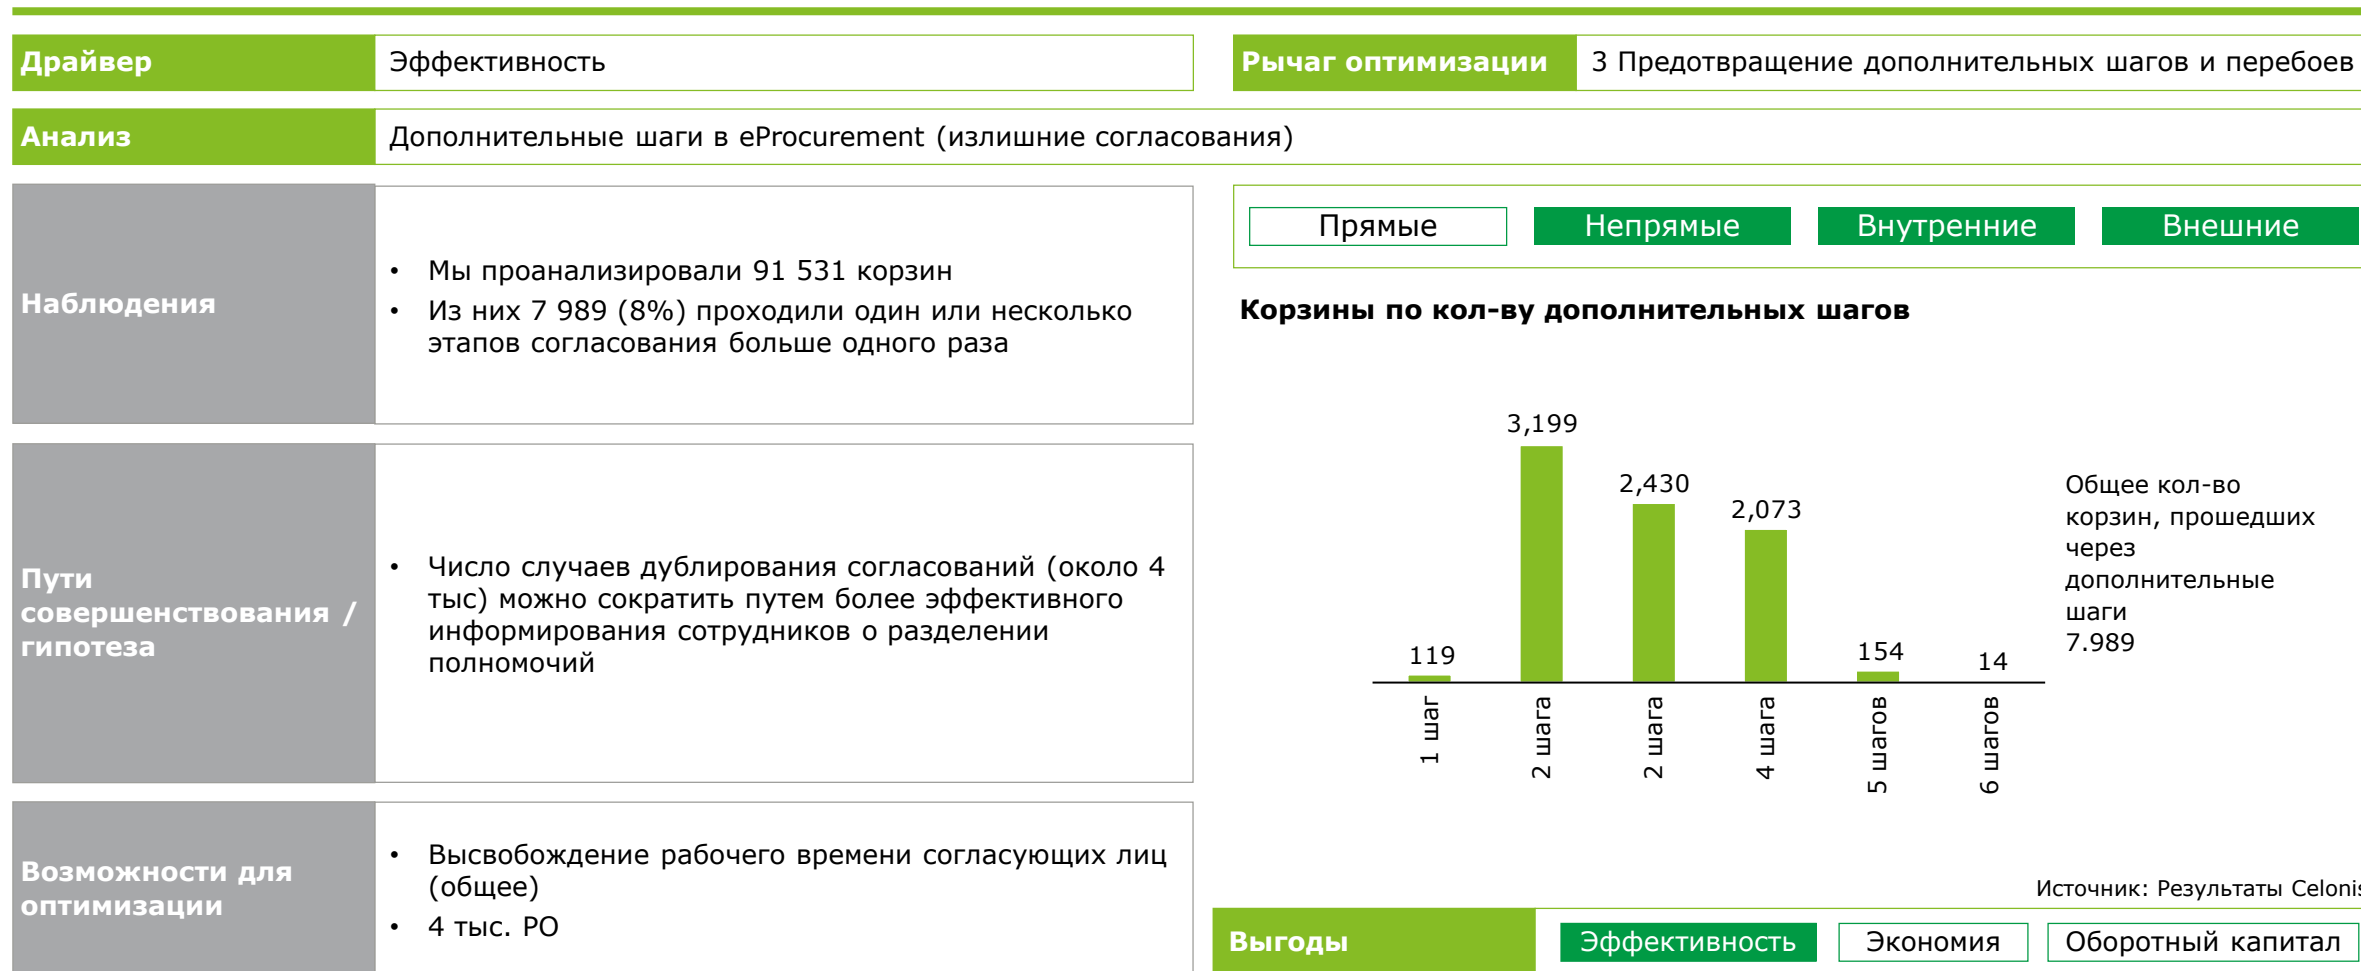 Драйвер
Эффективность
Рычаг оптимизации
3 Предотвращение дополнительных шагов и перебоев
Анализ
Дополнительные шаги в eProcurement (излишние согласования)
Наблюдения
• Мы проанализировали 91 531 корзин
• Из них 7 989 (8%) проходили один или несколько
этапов согласования больше одного раза
Пути
совершенствования /
гипотеза
• Число случаев дублирования согласований (около 4
тыс) можно сократить путем более эффективного
информирования сотрудников о разделении
полномочий
Возможности для
оптимизации
• Высвобождение рабочего времени согласующих лиц
(общее)
• 4 тыс. PO
Прямые
Непрямые
Внутренние
Внешние
Корзины по кол-ву дополнительных шагов
119
3,199
2,430
2,073
154
14
1 шаг
2 шага
2 шага
4 шага
5 шагов
6 шагов
Общее кол-во
корзин, прошедших
через
дополнительные
шаги
7.989
Источник: Результаты Celonis
Выгоды
Эффективность
Экономия
Оборотный капитал